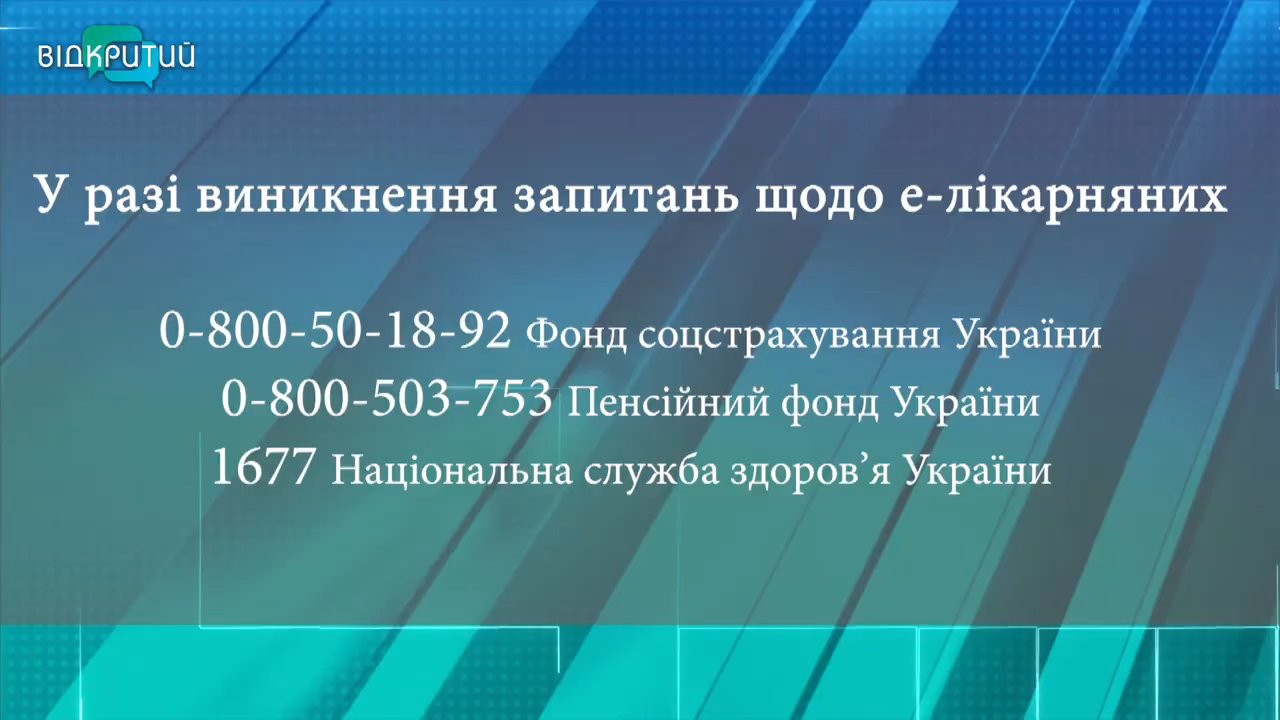 ВІДКРИТИЙ
У разі виникнення запитань щодо е-лікарняних
0-800-50-18-92 Фонд соцстрахування України
0-800-503-753 Пенсійний фонд України
1677 Національна служба здоров’я України